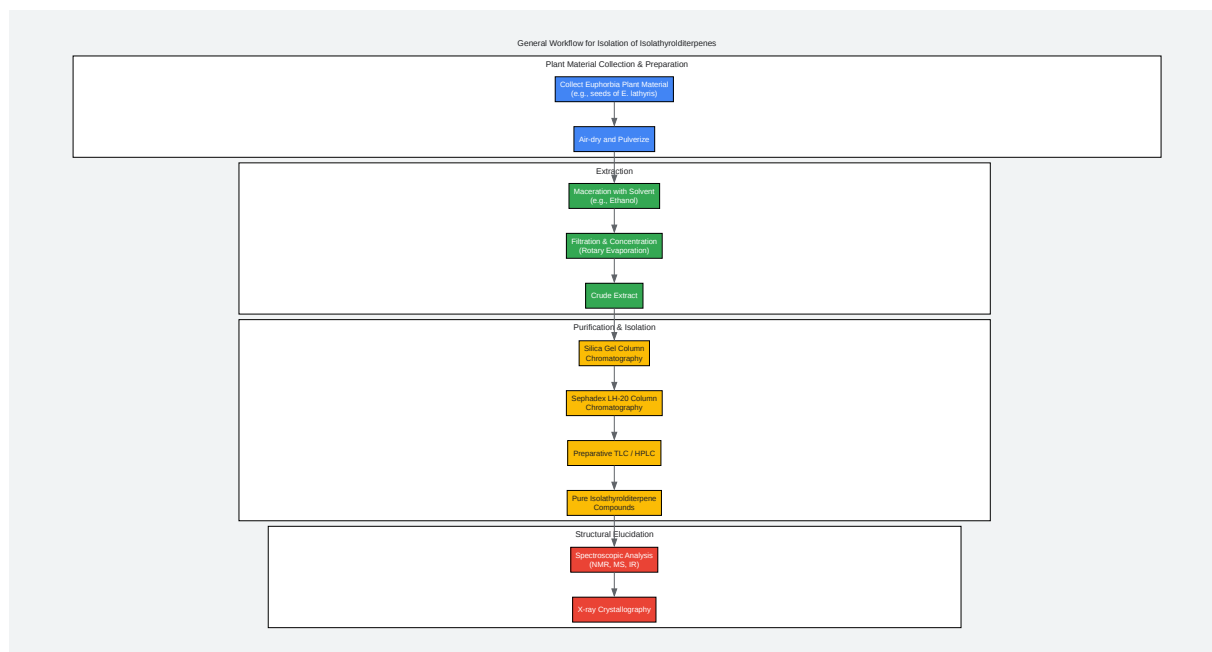 General Workflow for Isolation of Isolathyrolditerpenes
Plant Material Collection & Preparation
Collect Euphorbia Plant Material
(e.g., seeds of E. lathyris)
Air-dry and Pulverize
Extraction
Maceration with Solvent
(e.g., Ethanol)
Filtration & Concentration
(Rotary Evaporation)
Crude Extract
Purification & Isolation
Silica Gel Column
Chromatography
Sephadex LH-20 Column
Chromatography
Preparative TLC / HPLC
Pure Isolathyrolditerpene
Compounds
Structural Elucidation
Spectroscopic Analysis
(NMR, MS, IR)
X-ray Crystallography